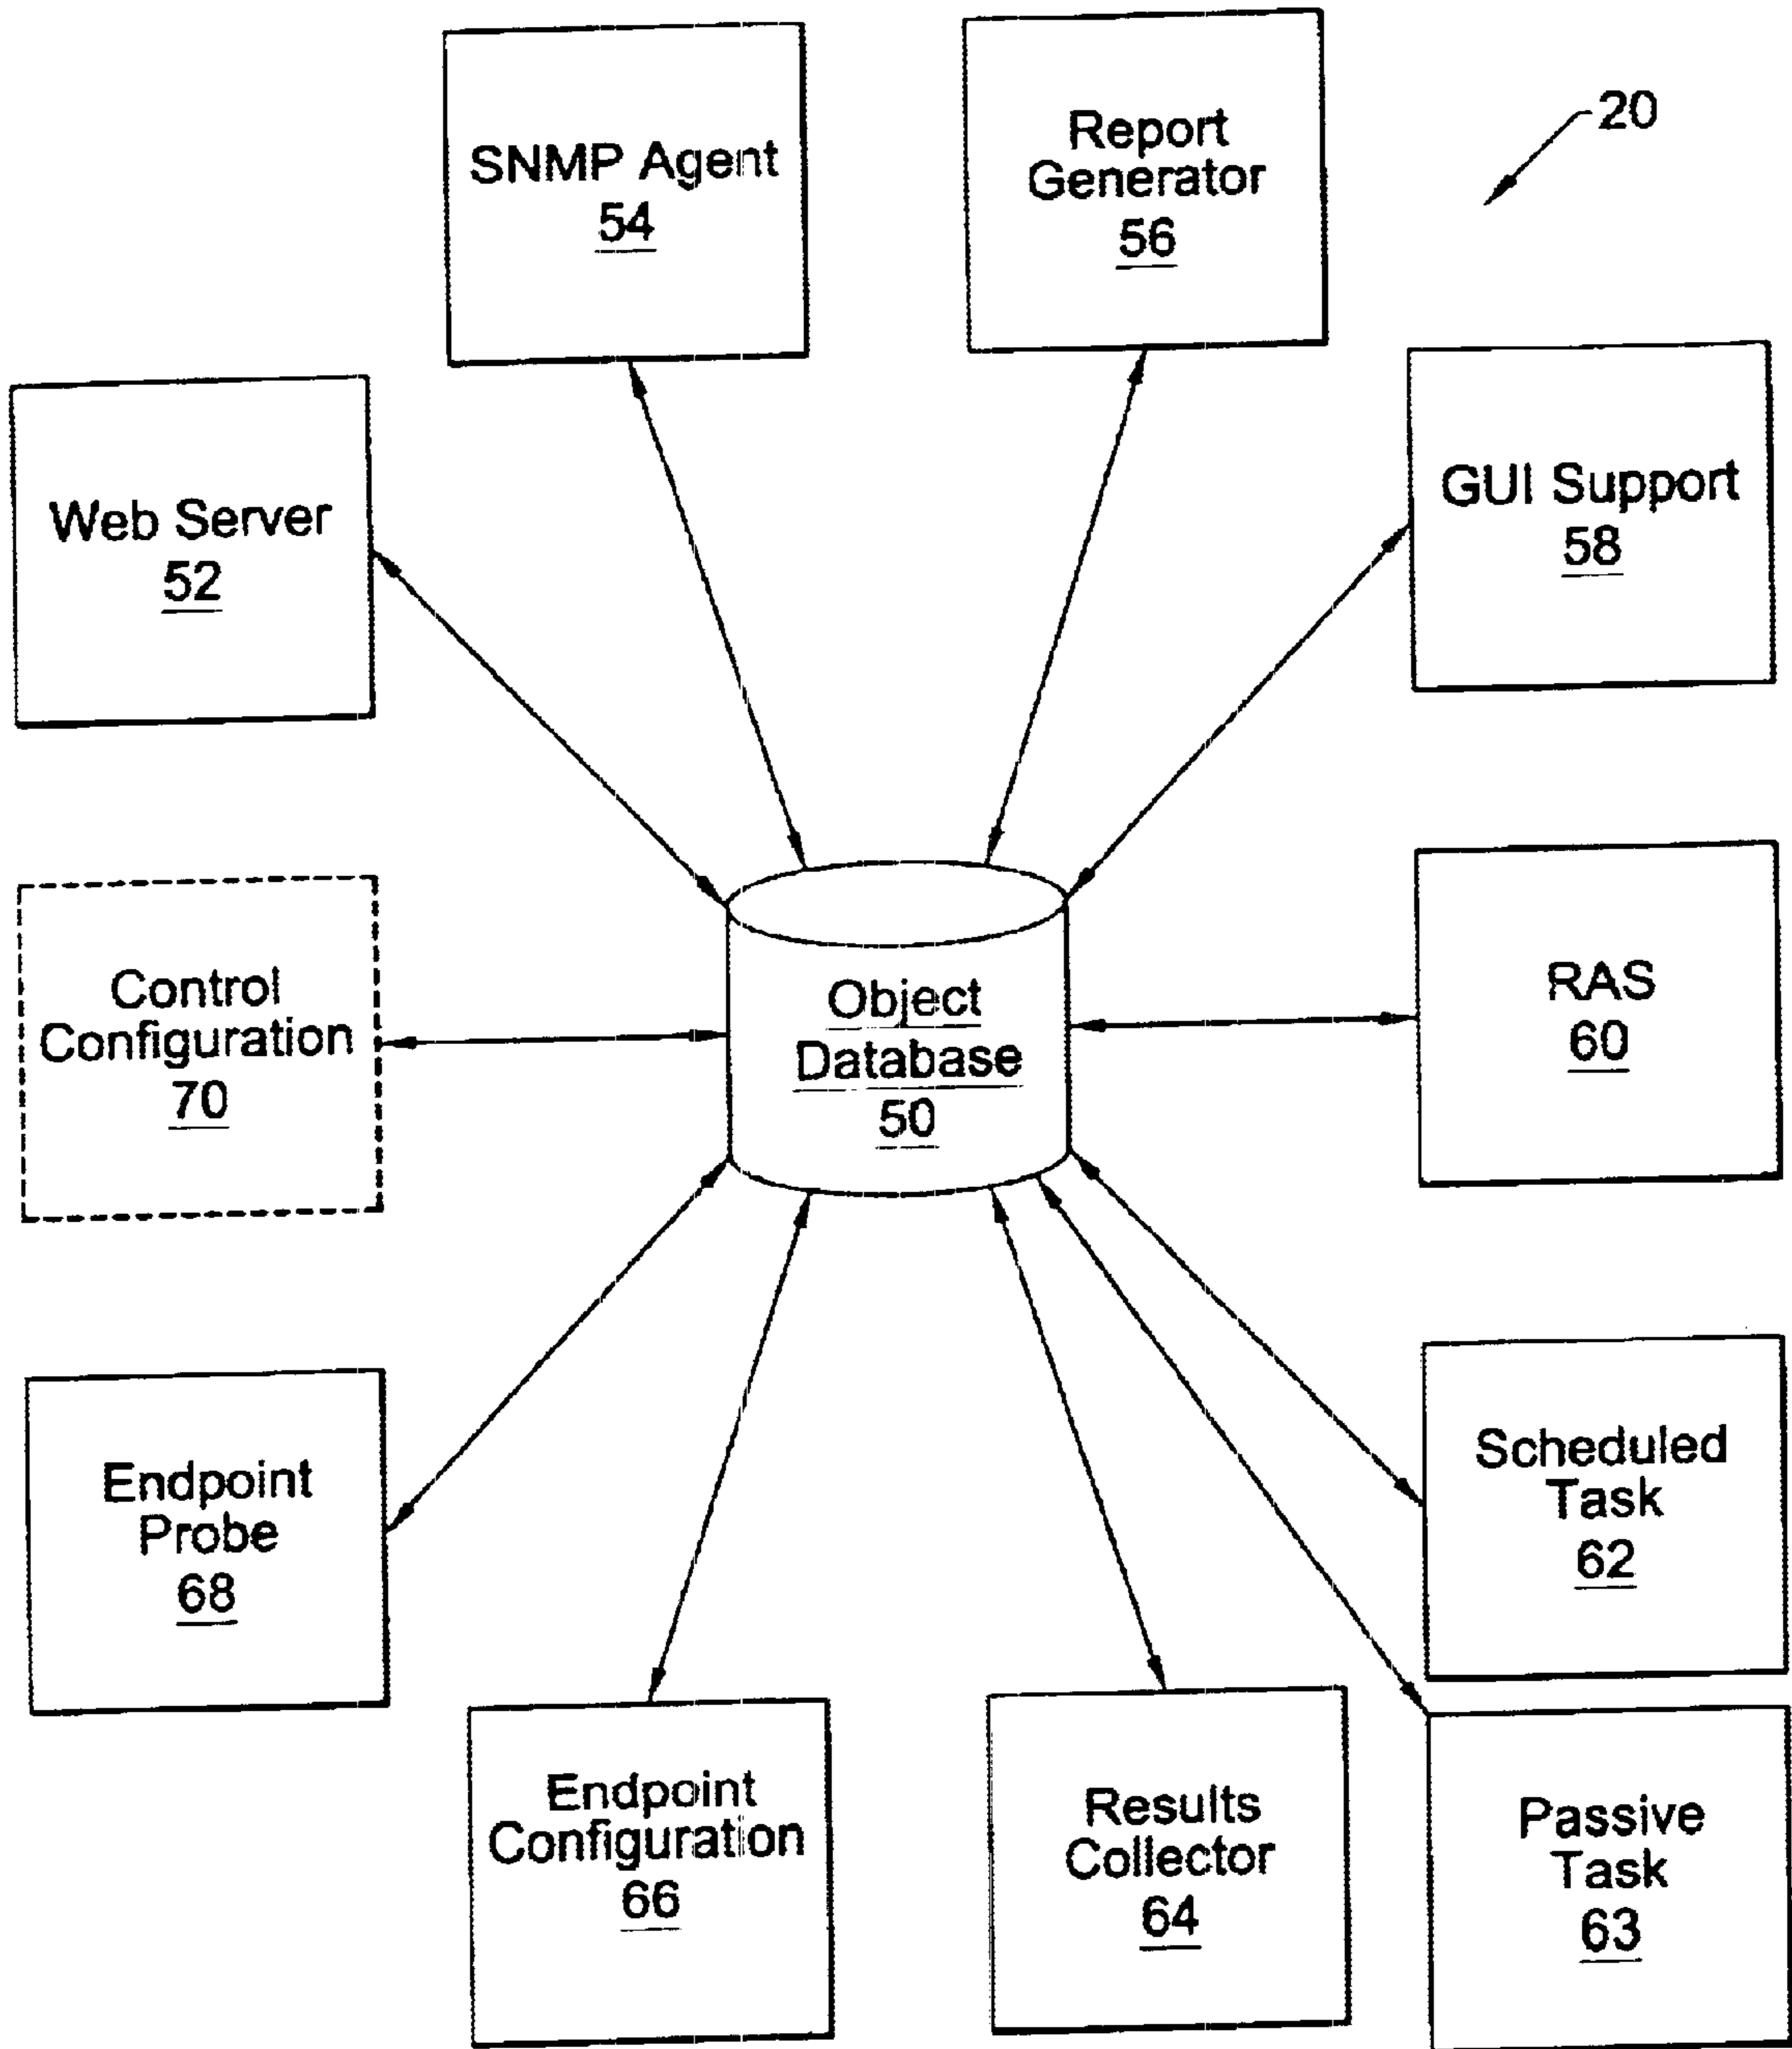 SNMP Agent
54
Report
Generator
56
20
Web Server
52
GUI Support
58
Control
Configuration
70
Object
Database
50
RAS
60
Endpoint
Probe
68
Scheduled
Task
62
Endpoint
Configuration
66
Results
Collector
64
Passive
Task
63